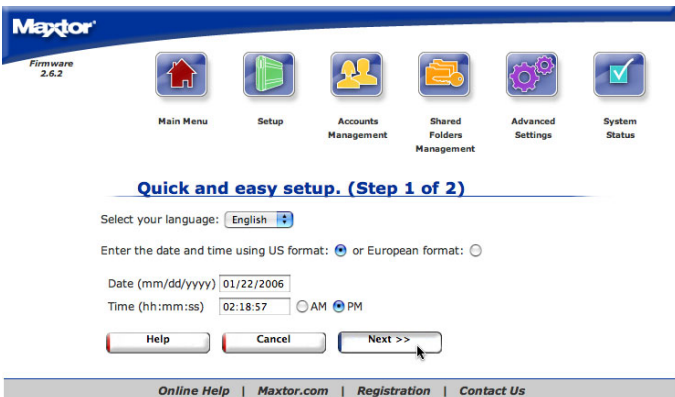 Maxtor
Firmware
2.6.2
Main Menu
Setup
Accounts
Management
Shared
Folders
Management
Advanced
Settings
System
Status
Quick and easy setup. (Step 1 of 2)
Select your language: English
Enter the date and time using US format: or European format:
Date (mm/dd/yyyy) 01/22/2006
Time (hh:mm:ss) 02:18:57 AM PM
Help Cancel Next >>
Online Help | Maxtor.com | Registration | Contact Us